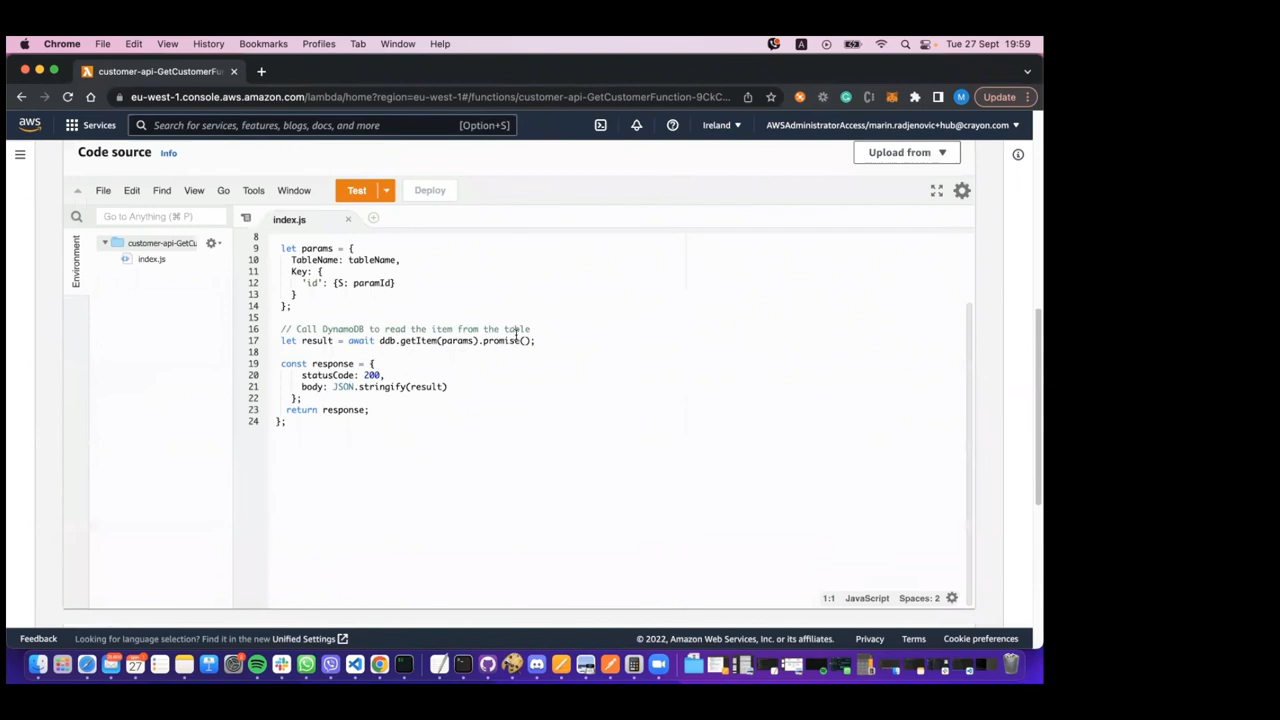 Chrome File Edit View History Bookmarks Profiles Tab Window Help A Tue 27 Sept 19:59
customer-api-GetCustomerFu
eu-west-1.console.aws.amazon.com/lambda/home?region=eu-west-1#/functions/customer-api-GetCustomerFunction-9CkC... M Update
aws Services Search for services, features, blogs, docs, and more [Option+S] Ireland AWSAdministratorAccess/marin.radjenovic+hub@crayon.com
Code source Info Upload from
File Edit Find View Go Tools Window Test Deploy
Go to Anything (⌘ P) index.js
Environment
customer-api-GetCu
index.js
8
9 let params = {
10 TableName: tableName,
11 Key: {
12 'id': {S: paramId}
13 }
14 };
15
16 // Call DynamoDB to read the item from the table
17 let result = await ddb.getItem(params).promise();
18
19 const response = {
20 statusCode: 200,
21 body: JSON.stringify(result)
22 };
23 return response;
24 };
1:1 JavaScript Spaces: 2
Feedback Looking for language selection? Find it in the new Unified Settings © 2022, Amazon Web Services, Inc. or its affiliates. Privacy Terms Cookie preferences
27